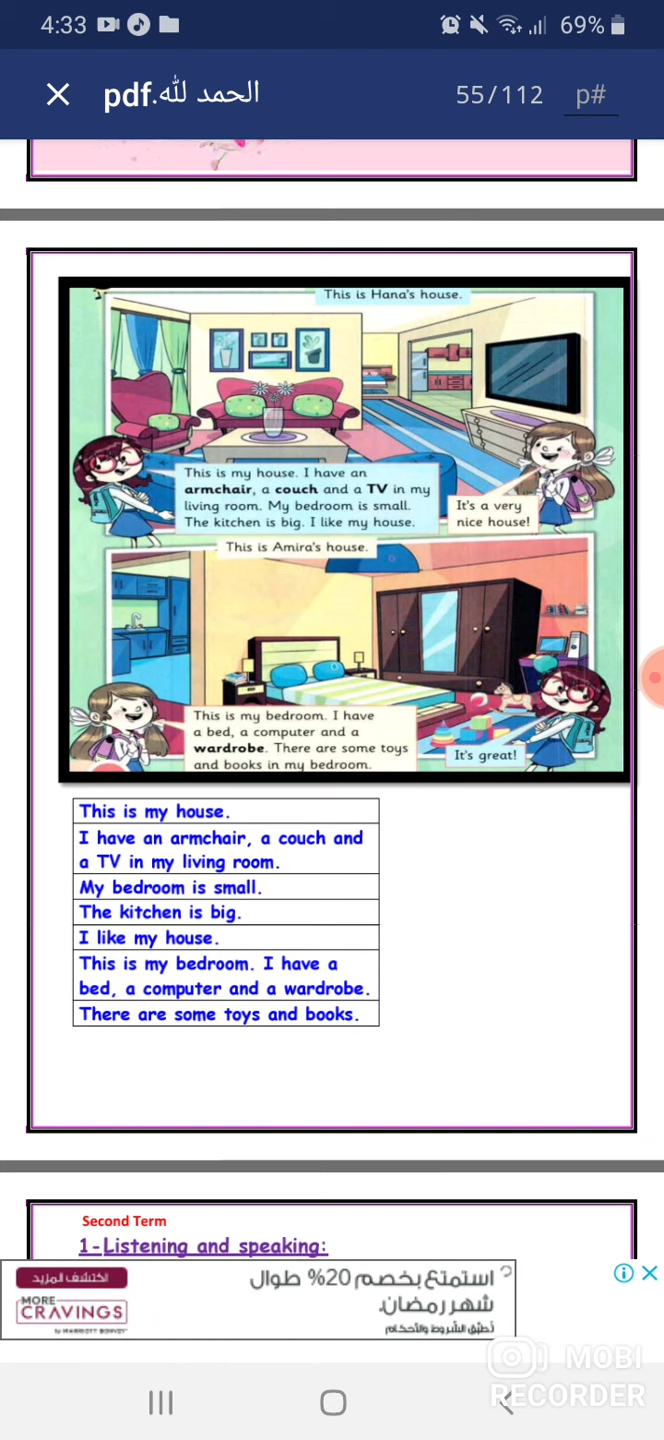 4:33
69%
الحمد لله.pdf
55/112
p#
This is Hana's house.
This is my house. I have an
armchair, a couch and a TV in my
living room. My bedroom is small.
The kitchen is big. I like my house.
It's a very
nice house!
This is Amira's house.
This is my bedroom. I have
a bed, a computer and a
wardrobe. There are some toys
and books in my bedroom.
It's great!
This is my house.
I have an armchair, a couch and
a TV in my living room.
My bedroom is small.
The kitchen is big.
I like my house.
This is my bedroom. I have a
bed, a computer and a wardrobe.
There are some toys and books.
Second Term
1-Listening and speaking:
اكتشف المزيد
MORE
CRAVINGS
by MARRIOTT BONVOY
استمتع بخصم 20% طوال
شهر رمضان.
تُطبّق الشروط والأحكام
MOBI
RECORDER